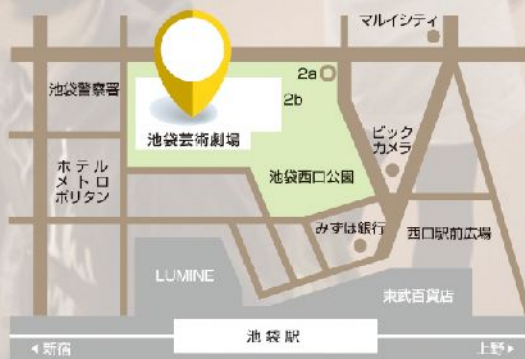 マルイシティ
池袋警察署
2a
2b
池袋芸術劇場
ビック
カメラ
ホテル
メトロ
ポリタン
池袋西口公園
みずほ銀行
西口駅前広場
LUMINE
東武百貨店
池袋駅
◀新宿
上野▶